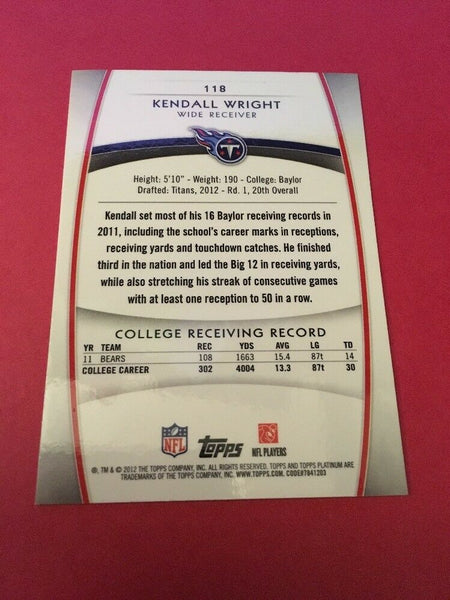 118
KENDALL WRIGHT
WIDE RECEIVER
T
Height: 5'10" - Weight: 190 - College: Baylor
Drafted: Titans, 2012 - Rd. 1, 20th Overall
Kendall set most of his 16 Baylor receiving records in
2011, including the school's career marks in receptions,
receiving yards and touchdown catches. He finished
third in the nation and led the Big 12 in receiving yards,
while also stretching his streak of consecutive games
with at least one reception to 50 in a row.
COLLEGE RECEIVING RECORD
YR TEAM REC YDS AVG LG TD
11 BEARS 108 1663 15.4 87t 14
COLLEGE CAREER 302 4004 13.3 87t 30
NFL topps NFL PLAYERS
®, TM & © 2012 THE TOPPS COMPANY, INC. ALL RIGHTS RESERVED. TOPPS AND TOPPS PLATINUM ARE
TRADEMARKS OF THE TOPPS COMPANY, INC. WWW.TOPPS.COM. CODE#7841203